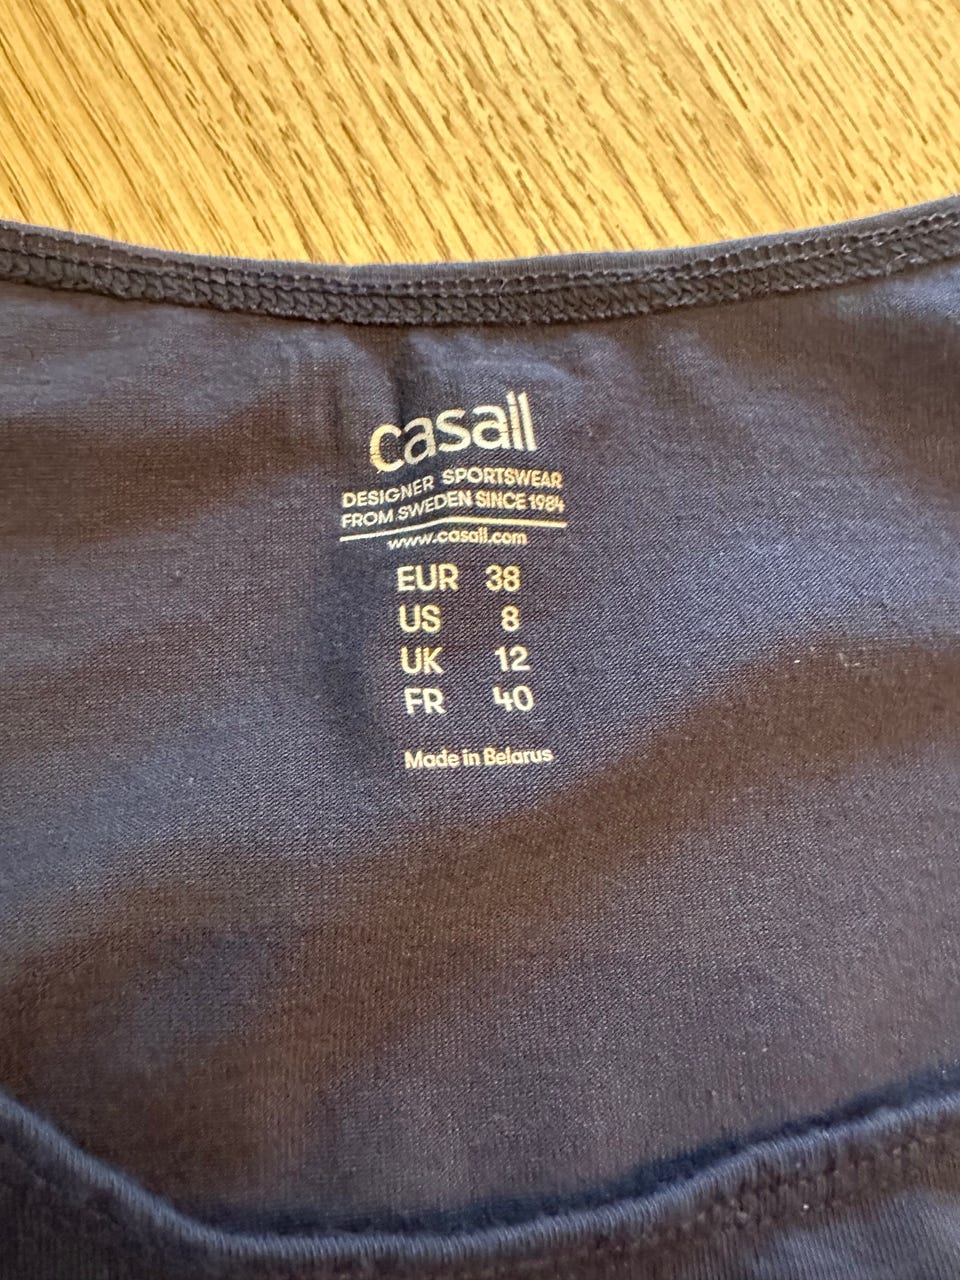 casall
DESIGNER SPORTSWEAR
FROM SWEDEN SINCE 1984
www.casall.com
EUR 38
US 8
UK 12
FR 40
Made in Belarus